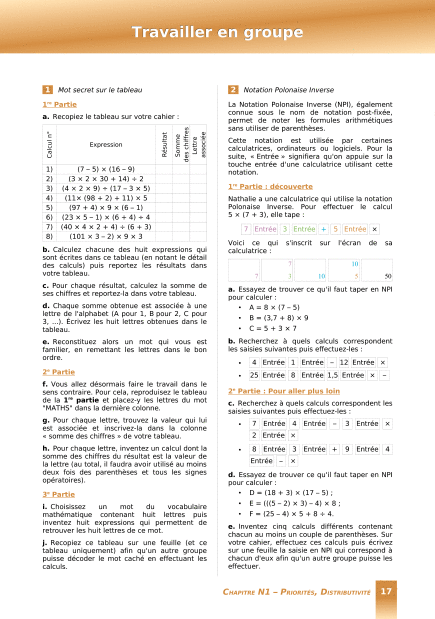 Travailler en groupe
1 Mot secret sur le tableau
1re Partie
a. Recopiez le tableau sur votre cahier :
Calcul n°
Expression
Résultat
Somme des chiffres
Lettre associée
1) (7 – 5) × (16 – 9)
2) (3 × 2 × 30 + 14) ÷ 2
3) (4 × 2 × 9) ÷ (17 – 3 × 5)
4) (11× (98 + 2) + 11) × 5
5) (97 + 4) × 9 × (6 – 1)
6) (23 × 5 – 1) × (6 + 4) + 4
7) (40 × 4 × 2 + 4) ÷ (6 + 3)
8) (101 × 3 – 2) × 9 × 3
b. Calculez chacune des huit expressions qui
sont écrites dans ce tableau (en notant le détail
des calculs) puis reportez les résultats dans
votre tableau.
c. Pour chaque résultat, calculez la somme de
ses chiffres et reportez-la dans votre tableau.
d. Chaque somme obtenue est associée à une
lettre de l'alphabet (A pour 1, B pour 2, C pour
3, ...). Écrivez les huit lettres obtenues dans le
tableau.
e. Reconstituez alors un mot qui vous est
familier, en remettant les lettres dans le bon
ordre.
2e Partie
f. Vous allez désormais faire le travail dans le
sens contraire. Pour cela, reproduisez le tableau
de la 1re partie et placez-y les lettres du mot
"MATHS" dans la dernière colonne.
g. Pour chaque lettre, trouvez la valeur qui lui
est associée et inscrivez-la dans la colonne
« somme des chiffres » de votre tableau.
h. Pour chaque lettre, inventez un calcul dont la
somme des chiffres du résultat est la valeur de
la lettre (au total, il faudra avoir utilisé au moins
deux fois des parenthèses et tous les signes
opératoires).
3e Partie
i. Choisissez un mot du vocabulaire
mathématique contenant huit lettres puis
inventez huit expressions qui permettent de
retrouver les huit lettres de ce mot.
j. Recopiez ce tableau sur une feuille (et ce
tableau uniquement) afin qu'un autre groupe
puisse décoder le mot caché en effectuant les
calculs.
2 Notation Polonaise Inverse
La Notation Polonaise Inverse (NPI), également
connue sous le nom de notation post-fixée,
permet de noter les formules arithmétiques
sans utiliser de parenthèses.
Cette notation est utilisée par certaines
calculatrices, ordinateurs ou logiciels. Pour la
suite, « Entrée » signifiera qu'on appuie sur la
touche entrée d'une calculatrice utilisant cette
notation.
1re Partie : découverte
Nathalie a une calculatrice qui utilise la notation
Polonaise Inverse. Pour effectuer le calcul
5 × (7 + 3), elle tape :
7 Entrée 3 Entrée + 5 Entrée ×
Voici ce qui s'inscrit sur l'écran de sa
calculatrice :
7 10
7 3 10 5 50
a. Essayez de trouver ce qu'il faut taper en NPI
pour calculer :
• A = 8 × (7 – 5)
• B = (3,7 + 8) × 9
• C = 5 + 3 × 7
b. Recherchez à quels calculs correspondent
les saisies suivantes puis effectuez-les :
• 4 Entrée 1 Entrée – 12 Entrée ×
• 25 Entrée 8 Entrée 1,5 Entrée × –
2e Partie : Pour aller plus loin
c. Recherchez à quels calculs correspondent les
saisies suivantes puis effectuez-les :
• 7 Entrée 4 Entrée – 3 Entrée ×
2 Entrée ×
• 8 Entrée 3 Entrée + 9 Entrée 4
Entrée – ×
d. Essayez de trouver ce qu'il faut taper en NPI
pour calculer :
• D = (18 + 3) × (17 – 5) ;
• E = (((5 – 2) × 3) – 4) × 8 ;
• F = (25 – 4) × 5 + 8 ÷ 4.
e. Inventez cinq calculs différents contenant
chacun au moins un couple de parenthèses. Sur
votre cahier, effectuez ces calculs puis écrivez
sur une feuille la saisie en NPI qui correspond à
chacun d'eux afin qu'un autre groupe puisse les
effectuer.
Chapitre N1 – Priorités, Distributivité 17